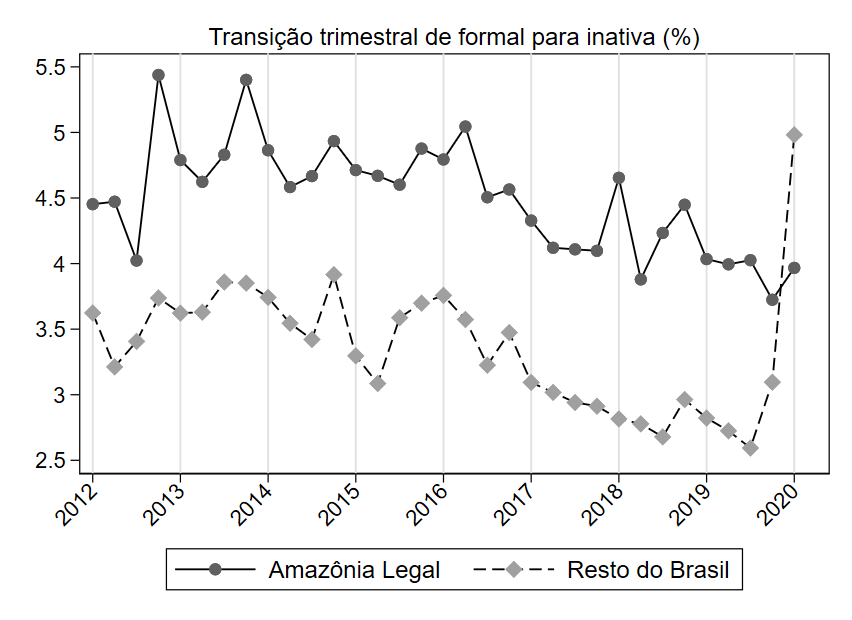 Transição trimestral de formal para inativa (%)
5.5
5
4.5
4
3.5
3
2.5
2012 2013 2014 2015 2016 2017 2018 2019 2020
Amazônia Legal Resto do Brasil